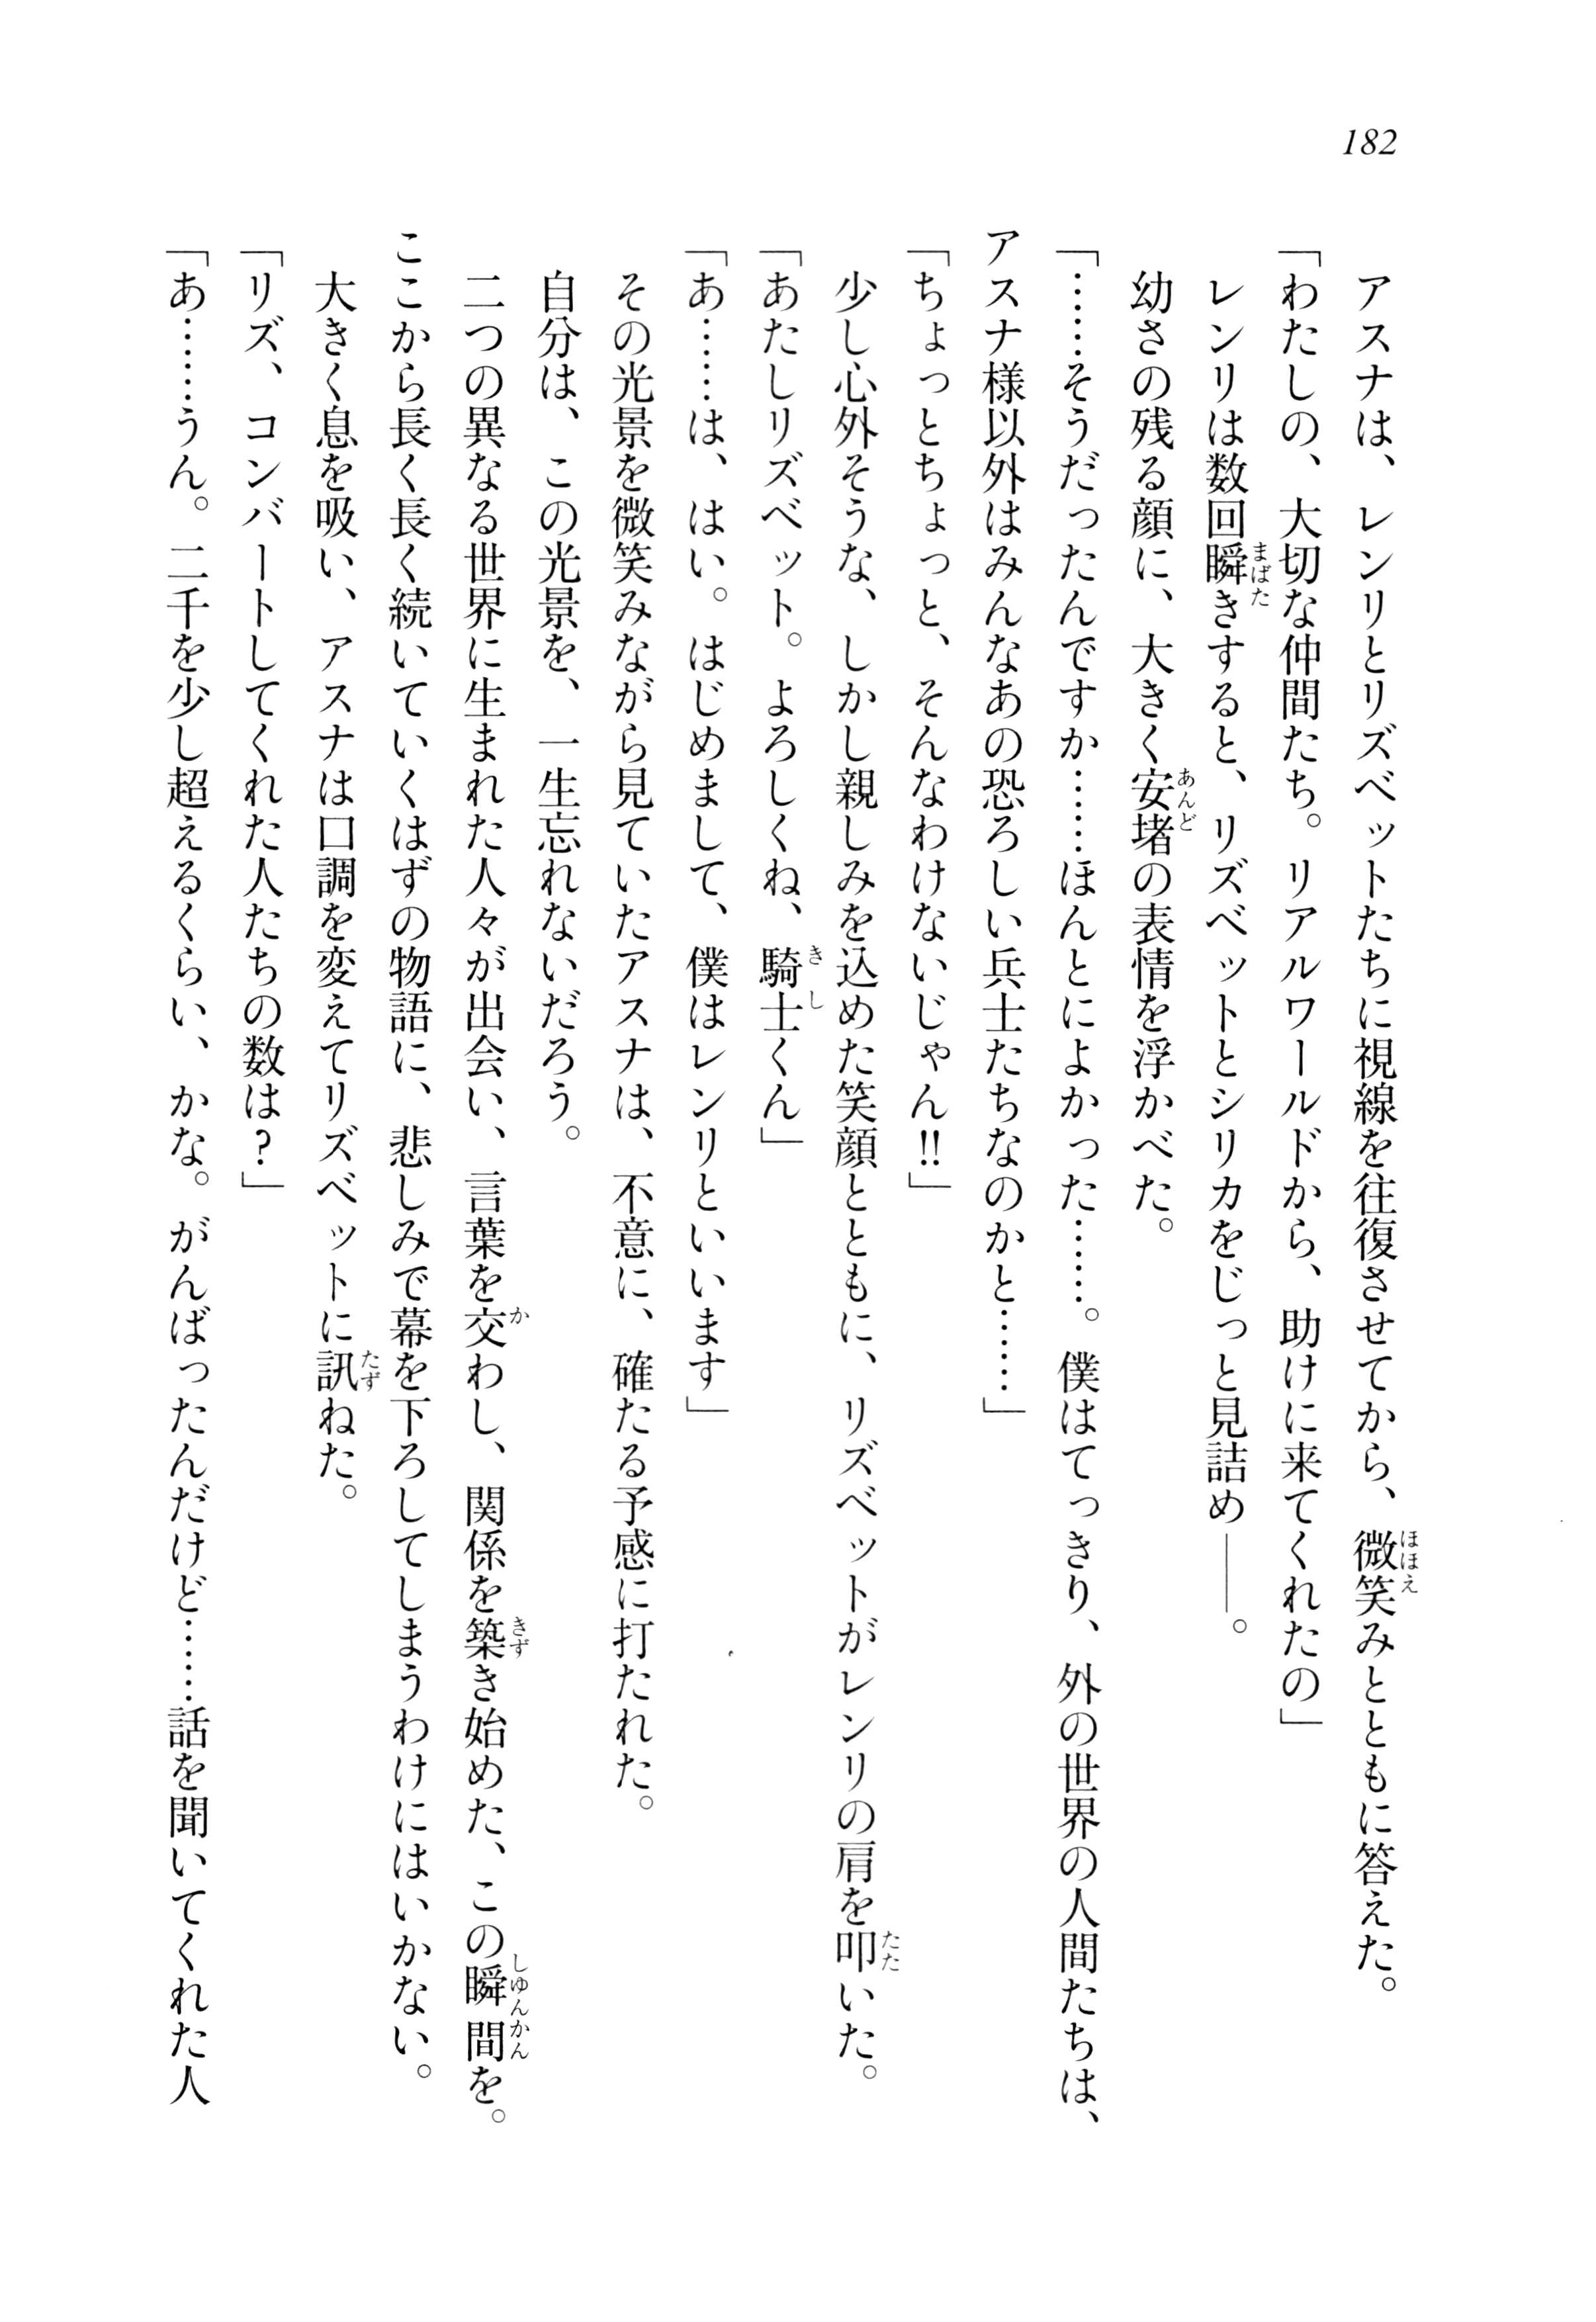 182
アスナは、レンリとリズベットたちに視線を往復させてから、微笑みとともに答えた。
「わたしの、大切な仲間たち。リアルワールドから、助けに来てくれたの」
レンリは数回瞬きすると、リズベットとシリカをじっと見詰め――。
幼さの残る顔に、大きく安堵の表情を浮かべた。
「……そうだったんですか……ほんとによかった……。僕はてっきり、外の世界の人間たちは、
アスナ様以外はみんなあの恐ろしい兵士たちなのかと……」
「ちょっとちょっと、そんなわけないじゃん!!」
少し心外そうな、しかし親しみを込めた笑顔とともに、リズベットがレンリの肩を叩いた。
「あたしリズベット。よろしくね、騎士くん」
「あ……は、はい。はじめまして、僕はレンリといいます」
その光景を微笑みながら見ていたアスナは、不意に、確たる予感に打たれた。
自分は、この光景を、一生忘れないだろう。
二つの異なる世界に生まれた人々が出会い、言葉を交わし、関係を築き始めた、この瞬間を。
ここから長く長く続いていくはずの物語に、悲しみで幕を下ろしてしまうわけにはいかない。
大きく息を吸い、アスナは口調を変えてリズベットに訊ねた。
「リズ、コンバートしてくれた人たちの数は?」
「あ……うん。二千を少し超えるくらい、かな。がんばったんだけど……話を聞いてくれた人